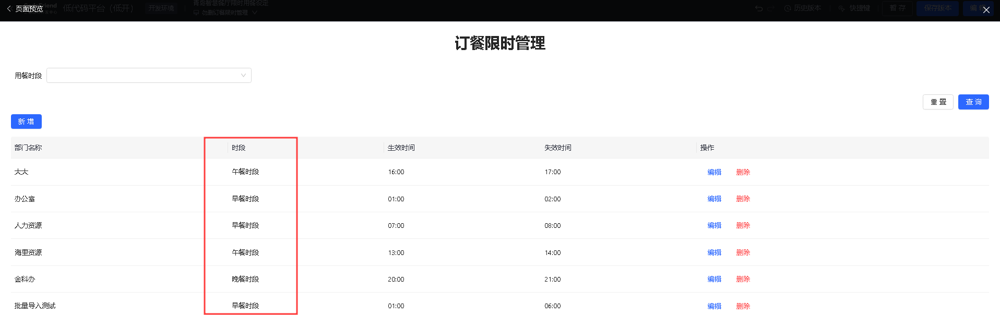 页面预览
低代码平台（低开）
开发环境
青岛智慧餐厅限时用餐设定
勿删订餐限时管理
历史版本
快捷键
暂 存
保存版本
订餐限时管理
用餐时段
重 置
查 询
新 增
部门名称 时段 生效时间 失效时间 操作
大大 午餐时段 16:00 17:00 编辑 删除
办公室 早餐时段 01:00 02:00 编辑 删除
人力资源 早餐时段 07:00 08:00 编辑 删除
海里资源 午餐时段 13:00 14:00 编辑 删除
金科办 晚餐时段 20:00 21:00 编辑 删除
批量导入测试 早餐时段 01:00 06:00 编辑 删除